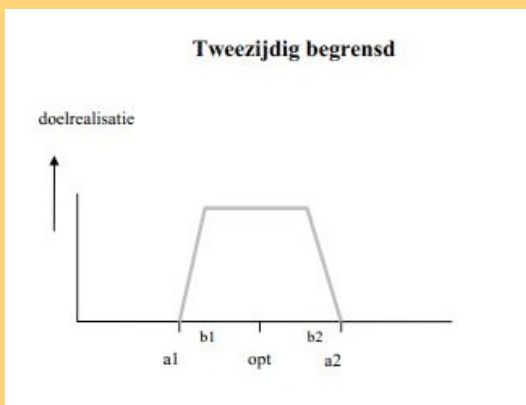 Tweezijdig begrensd
doelrealisatie
b1
b2
a1
opt
a2